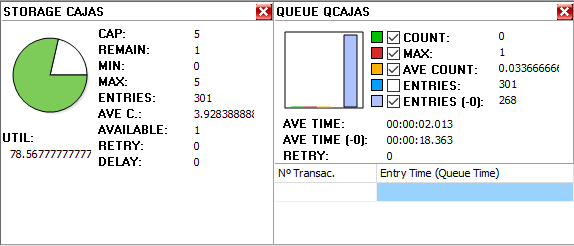 STORAGE CAJAS
CAP: 5
REMAIN: 1
MIN: 0
MAX: 5
ENTRIES: 301
AVE C.: 3.928388888
AVAILABLE: 1
RETRY: 0
DELAY: 0
UTIL:
78.56777777777
QUEUE QCAJAS
COUNT: 0
MAX: 1
AVE COUNT: 0.033666666
ENTRIES: 301
ENTRIES (-0): 268
AVE TIME: 00:00:02.013
AVE TIME (-0): 00:00:18.363
RETRY: 0
Nº Transac. Entry Time (Queue Time)